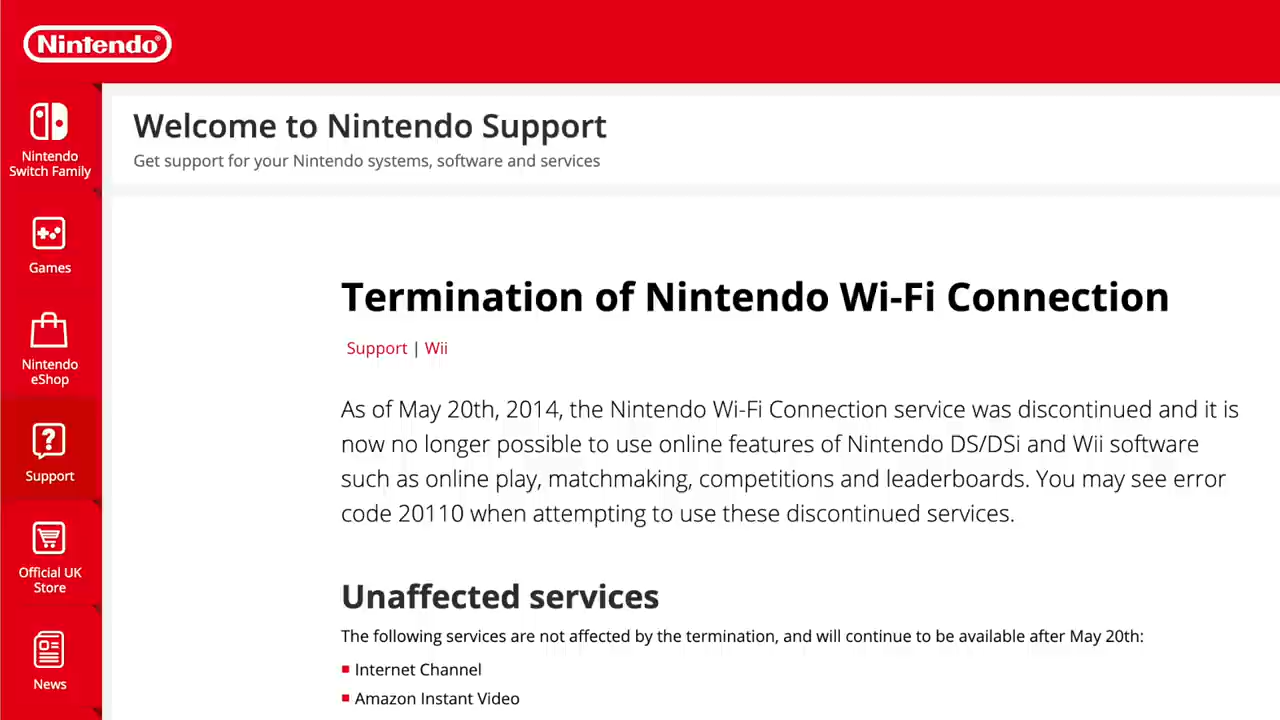 Nintendo®
Nintendo
Switch Family
Games
Nintendo
eShop
Support
Official UK
Store
News
Welcome to Nintendo Support
Get support for your Nintendo systems, software and services
Termination of Nintendo Wi-Fi Connection
Support | Wii
As of May 20th, 2014, the Nintendo Wi-Fi Connection service was discontinued and it is
now no longer possible to use online features of Nintendo DS/DSi and Wii software
such as online play, matchmaking, competitions and leaderboards. You may see error
code 20110 when attempting to use these discontinued services.
Unaffected services
The following services are not affected by the termination, and will continue to be available after May 20th:
Internet Channel
Amazon Instant Video